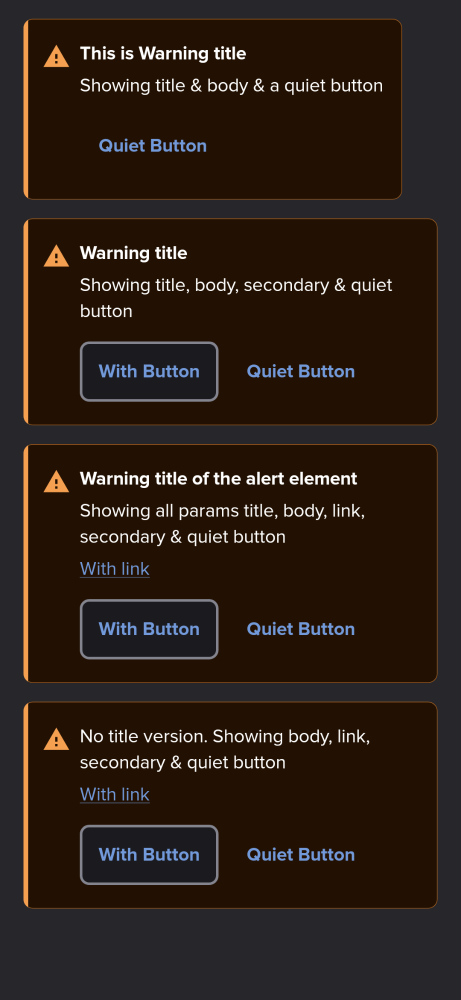 This is Warning title
Showing title & body & a quiet button
Quiet Button
Warning title
Showing title, body, secondary & quiet
button
With Button
Quiet Button
Warning title of the alert element
Showing all params title, body, link,
secondary & quiet button
With link
With Button
Quiet Button
No title version. Showing body, link,
secondary & quiet button
With link
With Button
Quiet Button